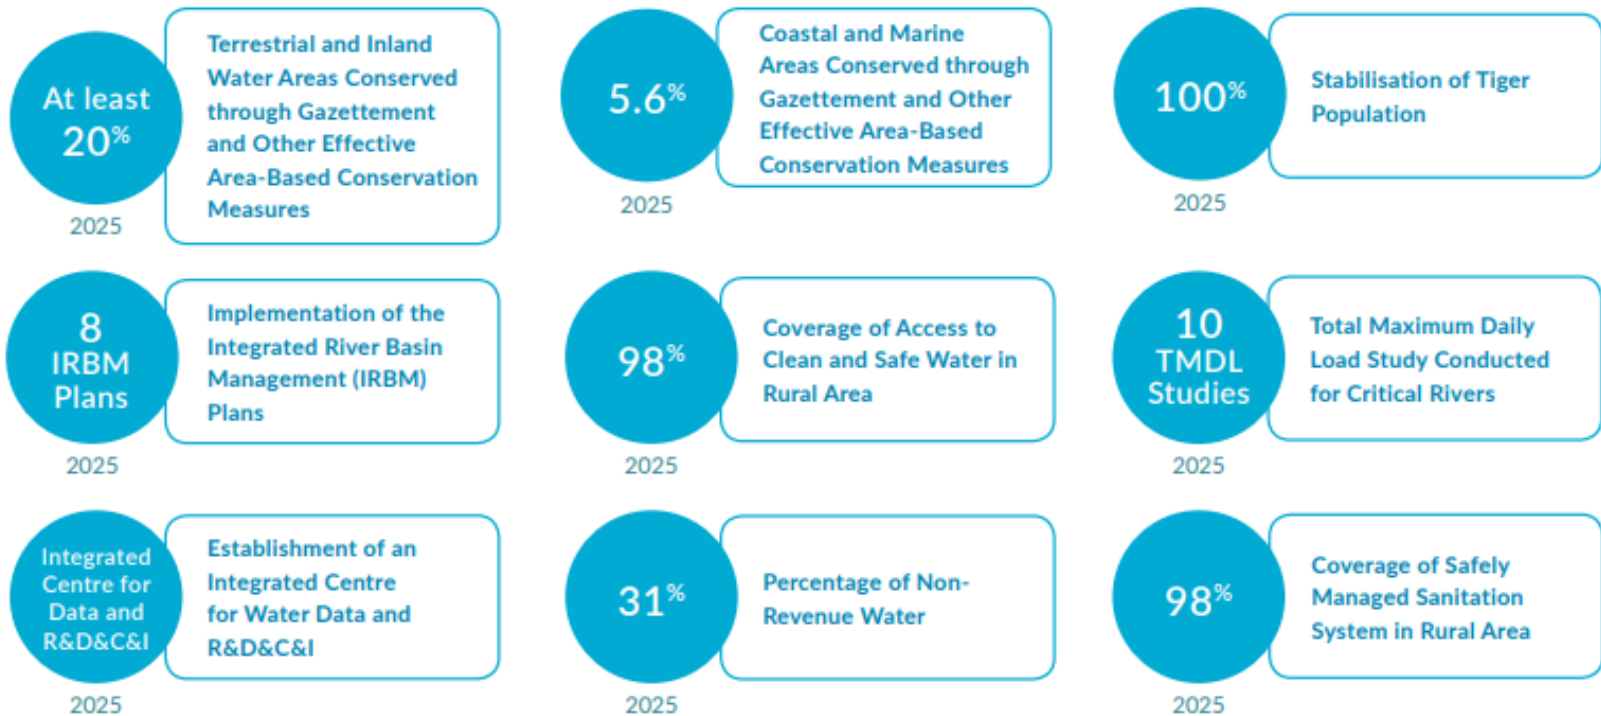 At least
20%
2025
Terrestrial and Inland
Water Areas Conserved
through Gazettement
and Other Effective
Area-Based Conservation
Measures
5.6%
2025
Coastal and Marine
Areas Conserved through
Gazettement and Other
Effective Area-Based
Conservation Measures
100%
2025
Stabilisation of Tiger
Population
8
IRBM
Plans
2025
Implementation of the
Integrated River Basin
Management (IRBM)
Plans
98%
2025
Coverage of Access to
Clean and Safe Water in
Rural Area
10
TMDL
Studies
2025
Total Maximum Daily
Load Study Conducted
for Critical Rivers
Integrated
Centre for
Data and
R&D&C&I
2025
Establishment of an
Integrated Centre
for Water Data and
R&D&C&I
31%
2025
Percentage of Non-
Revenue Water
98%
2025
Coverage of Safely
Managed Sanitation
System in Rural Area